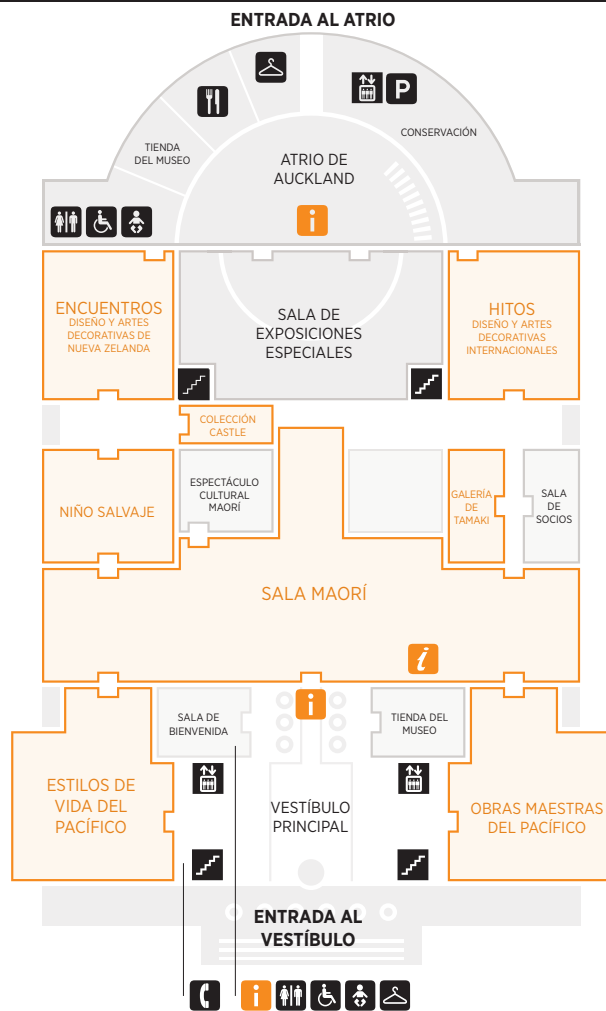 ENTRADA AL ATRIO
P
CONSERVACIÓN
TIENDA
DEL MUSEO
ATRIO DE
AUCKLAND
i
ENCUENTROS
DISEÑO Y ARTES
DECORATIVAS DE
NUEVA ZELANDA
SALA DE
EXPOSICIONES
ESPECIALES
HITOS
DISEÑO Y ARTES
DECORATIVAS
INTERNACIONALES
COLECCIÓN
CASTLE
NIÑO SALVAJE
ESPECTÁCULO
CULTURAL
MAORÍ
GALERÍA
DE
TAMAKI
SALA
DE
SOCIOS
SALA MAORÍ
i
i
SALA DE
BIENVENIDA
TIENDA DEL
MUSEO
ESTILOS DE
VIDA DEL
PACÍFICO
VESTÍBULO
PRINCIPAL
OBRAS MAESTRAS
DEL PACÍFICO
ENTRADA AL
VESTÍBULO
i